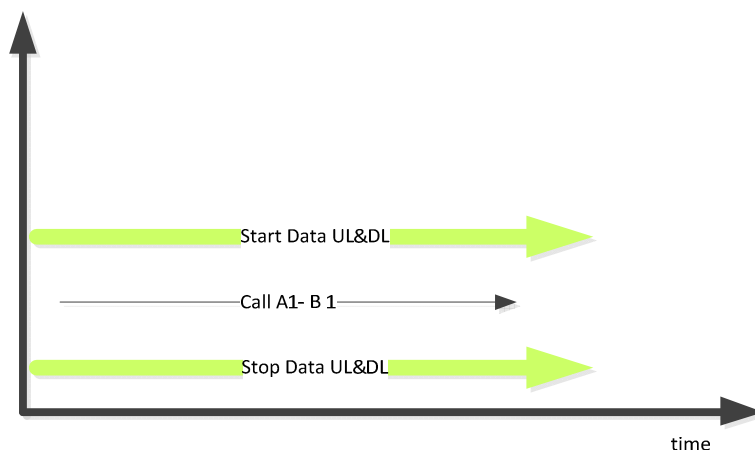 Start Data UL&DL
Call A1- B 1
Stop Data UL&DL
time